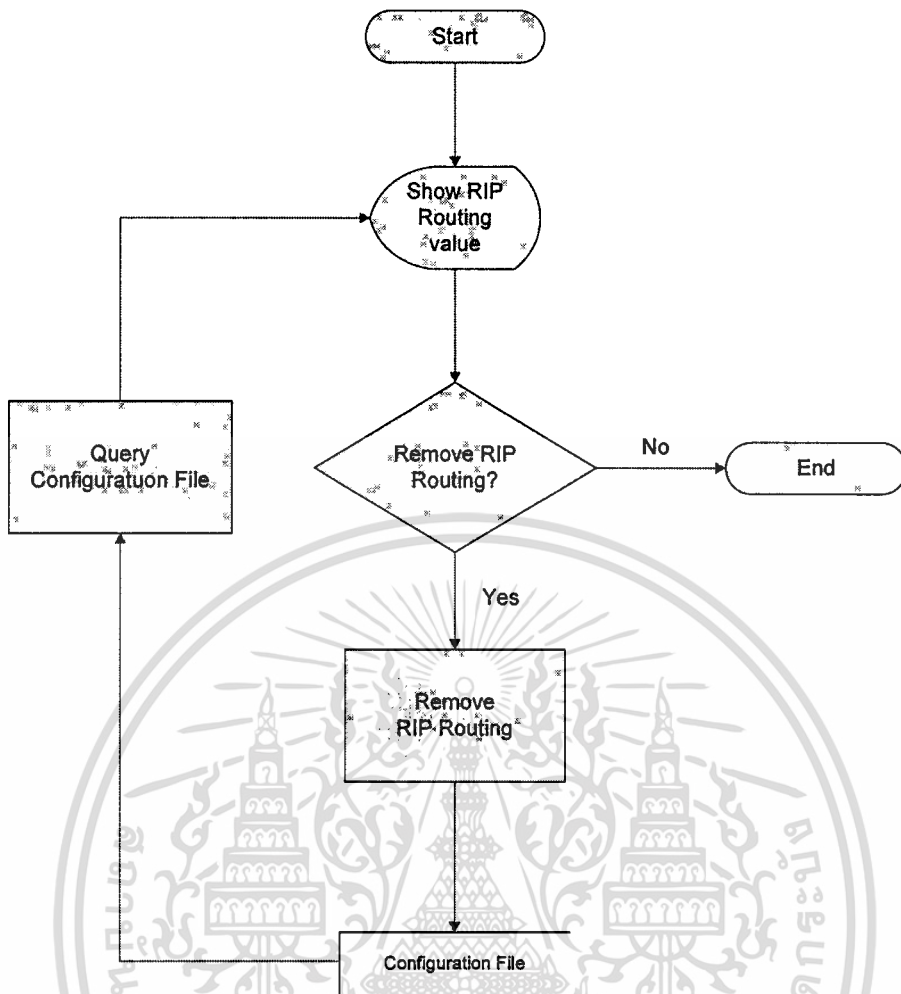 Start
Show RIP
Routing
value
Remove RIP
Routing?
No
End
Yes
Remove
RIP Routing
Configuration File
Query
Configuratuon File